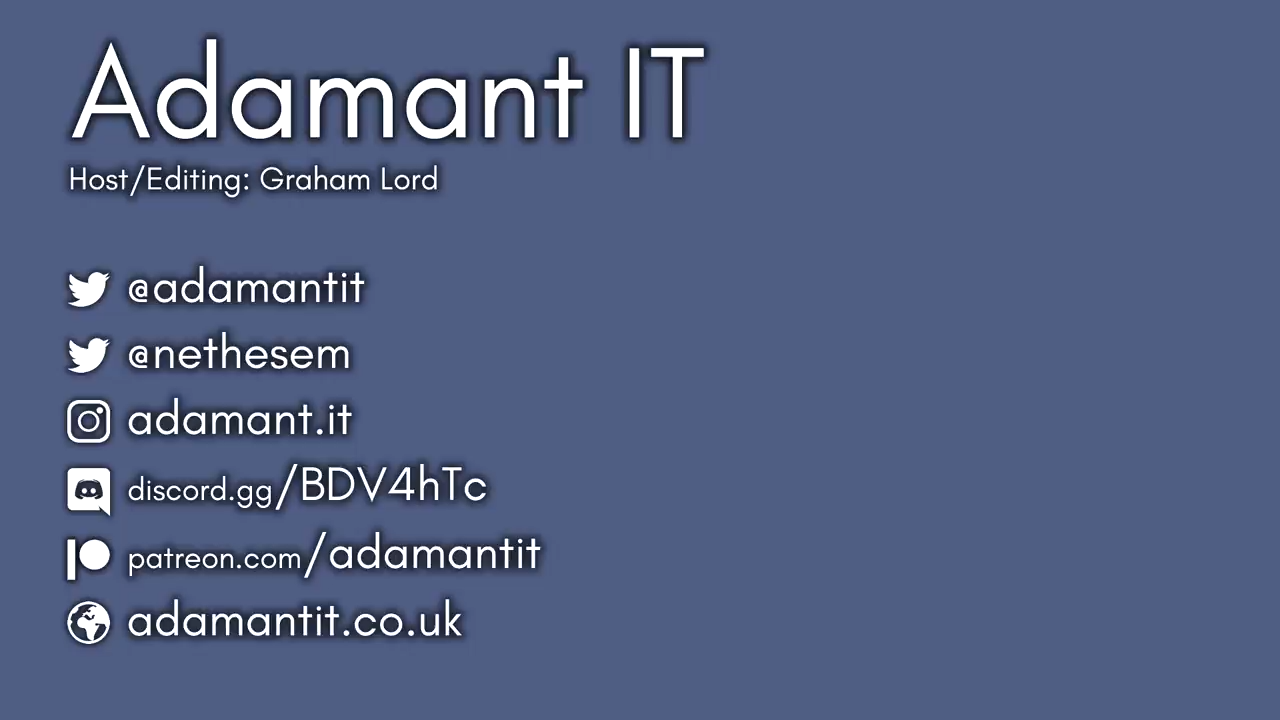 Adamant IT
Host/Editing: Graham Lord
@adamantit
@nethesem
adamant.it
discord.gg/BDV4hTc
patreon.com/adamantit
adamantit.co.uk